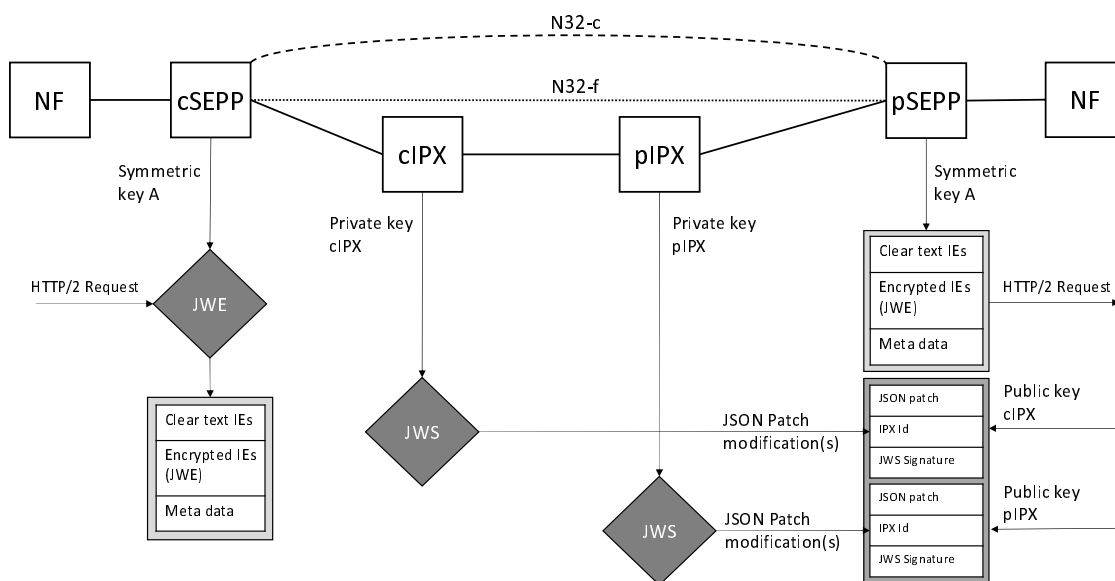 N32-c
N32-f
NF
cSEPP
pSEPP
NF
cIPX
pIPX
Symmetric
key A
Private key
cIPX
Private key
pIPX
Symmetric
key A
HTTP/2 Request
JWE
Clear text IEs
Encrypted IEs
(JWE)
Meta data
Clear text IEs
Encrypted IEs
(JWE)
Meta data
HTTP/2 Request
JWS
JSON Patch
modification(s)
JSON patch
IPX Id
JWS Signature
Public key
cIPX
JWS
JSON Patch
modification(s)
JSON patch
IPX Id
JWS Signature
Public key
pIPX